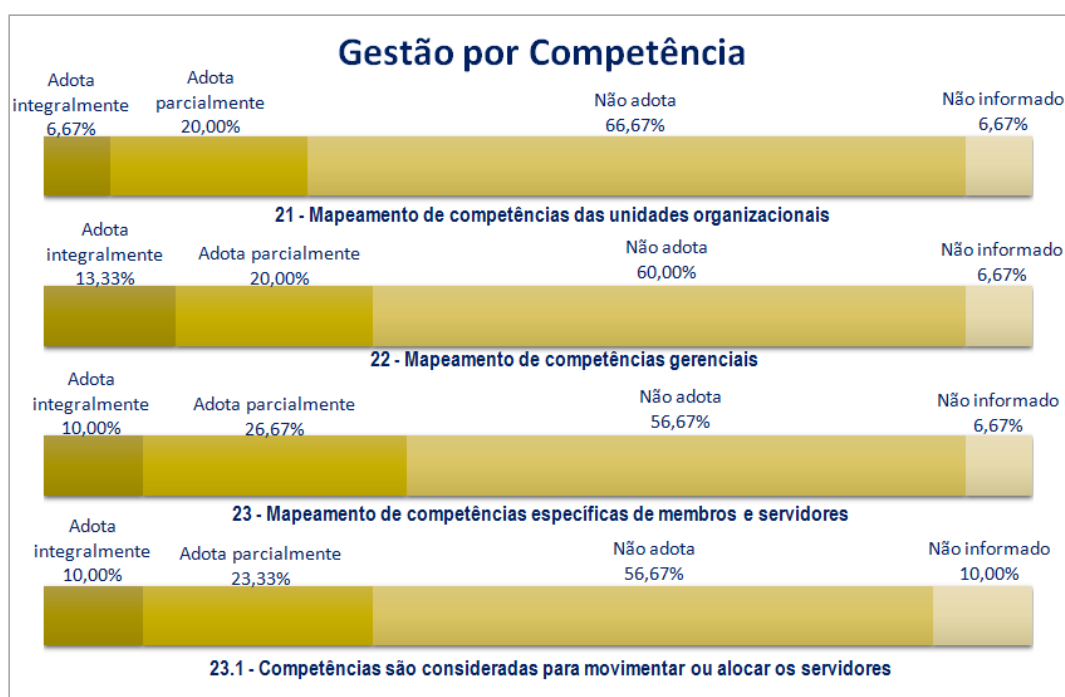 Gestão por Competência
Adota
integralmente
6,67%
Adota
parcialmente
20,00%
Não adota
66,67%
Não informado
6,67%
21 - Mapeamento de competências das unidades organizacionais
Adota
integralmente
13,33%
Adota parcialmente
20,00%
Não adota
60,00%
Não informado
6,67%
22 - Mapeamento de competências gerenciais
Adota
integralmente
10,00%
Adota parcialmente
26,67%
Não adota
56,67%
Não informado
6,67%
23 - Mapeamento de competências específicas de membros e servidores
Adota
integralmente
10,00%
Adota parcialmente
23,33%
Não adota
56,67%
Não informado
10,00%
23.1 - Competências são consideradas para movimentar ou alocar os servidores